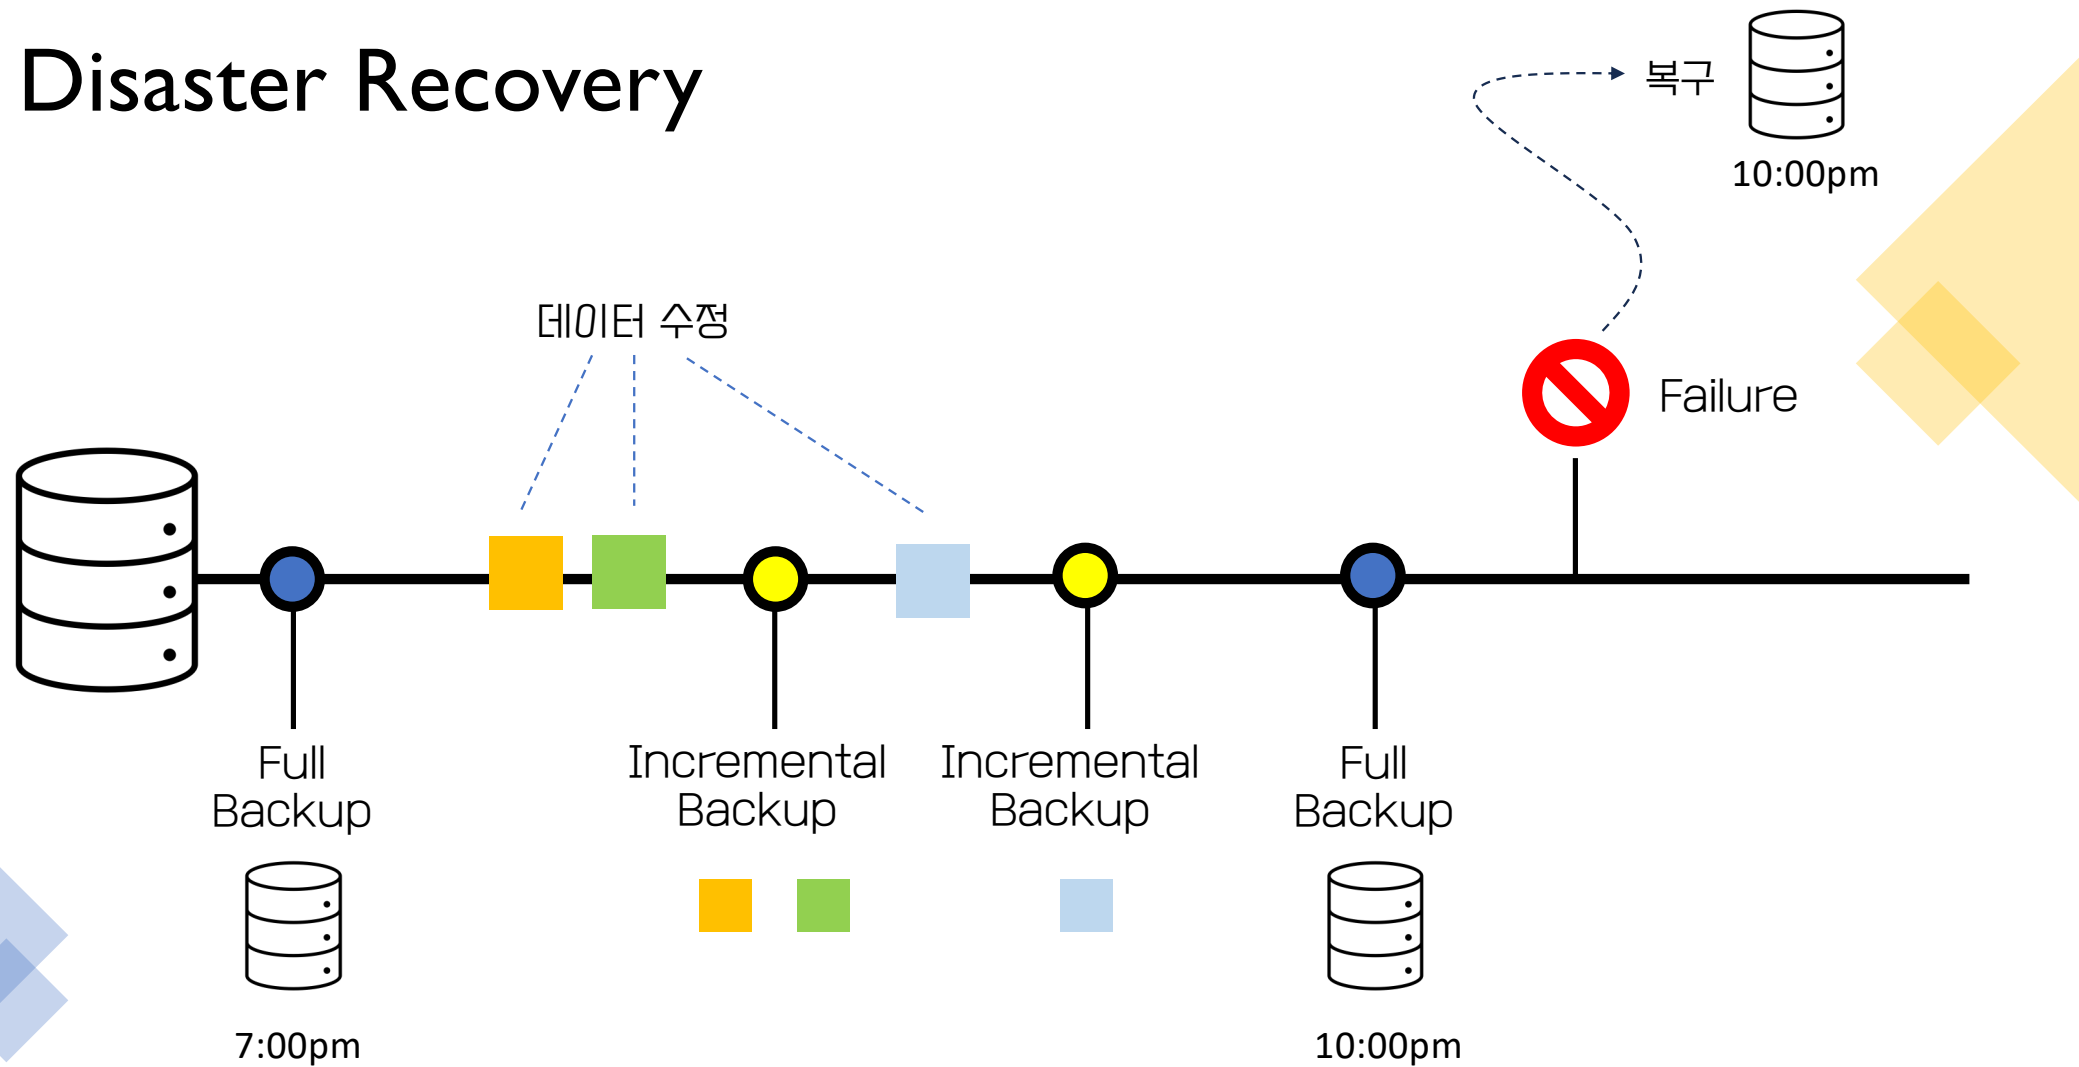 Disaster Recovery
복구
10:00pm
데이터 수정
Failure
Full
Backup
Incremental
Backup
Incremental
Backup
Full
Backup
7:00pm
10:00pm